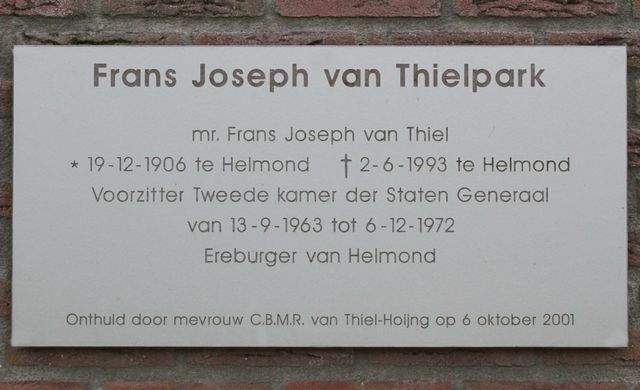 Frans Joseph van Thielpark
mr. Frans Joseph van Thiel
* 19-12-1906 te Helmond † 2-6-1993 te Helmond
Voorzitter Tweede kamer der Staten Generaal
van 13-9-1963 tot 6-12-1972
Ereburger van Helmond
Onthuld door mevrouw C.B.M.R. van Thiel-Hoijng op 6 oktober 2001